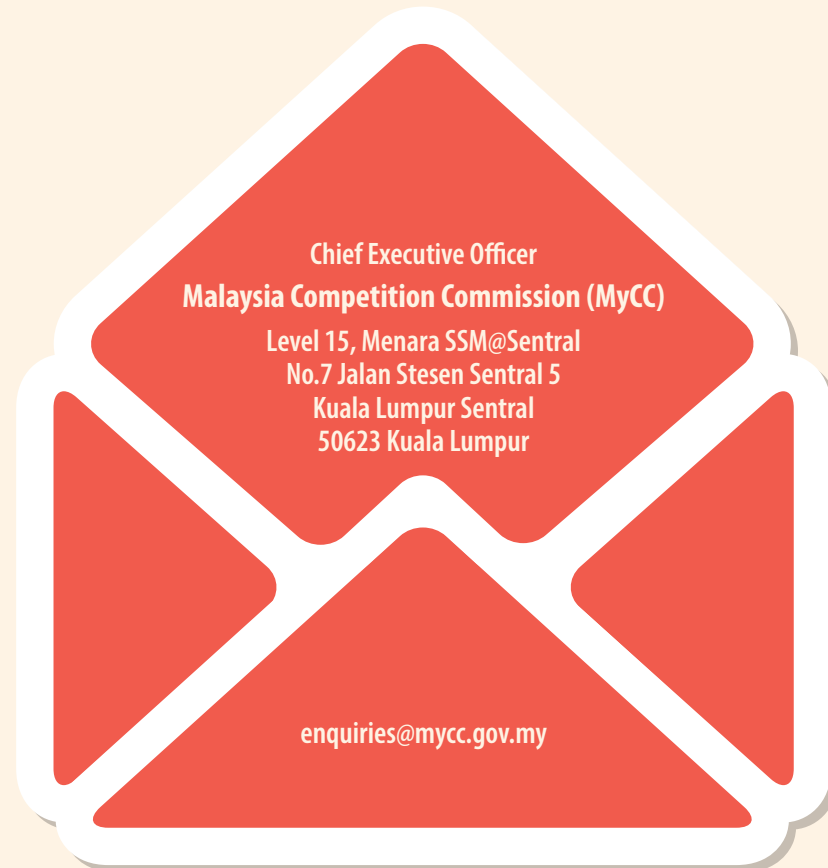 Chief Executive Officer
Malaysia Competition Commission (MyCC)
Level 15, Menara SSM@Sentral
No.7 Jalan Stesen Sentral 5
Kuala Lumpur Sentral
50623 Kuala Lumpur
enquiries@mycc.gov.my